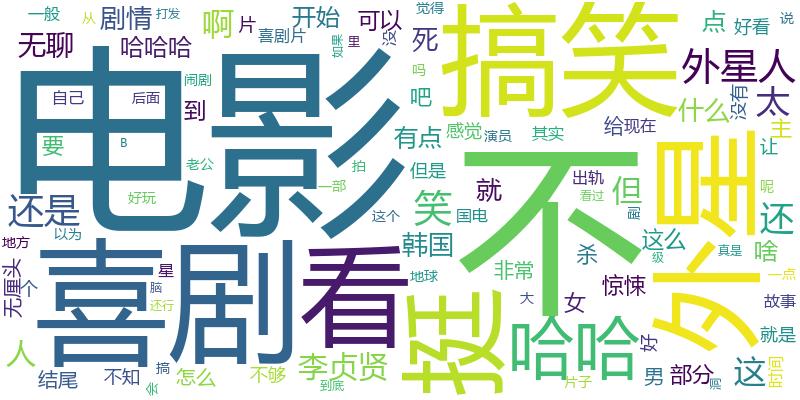 一般
从
打发
剧情
啊
片
开始
可以
觉得
没
死
搞笑
点
好看
说
无聊
哈哈哈
喜剧片
如果
里
吗
外星人
电影
自己
后面
闹剧
到
吧
有点
感觉
演员
其实
给
现在
什么
没有
太
主
要
B
老公
但是
不
让
好玩
一部
拍
笑
就
出轨
看过
但
外星
呢
还是
以为
这个
国电
韩国
还
地方
喜剧
看
地球
挺
非常
杀
这么
级
啥
真是
无厘头
个
星
脑
还行
惊悚
一点
大
女
故事
哈哈
好
就是
人
结尾
不知
会
搞
怎么
不够
李贞贤
到底
片子
男
部分
这
时间